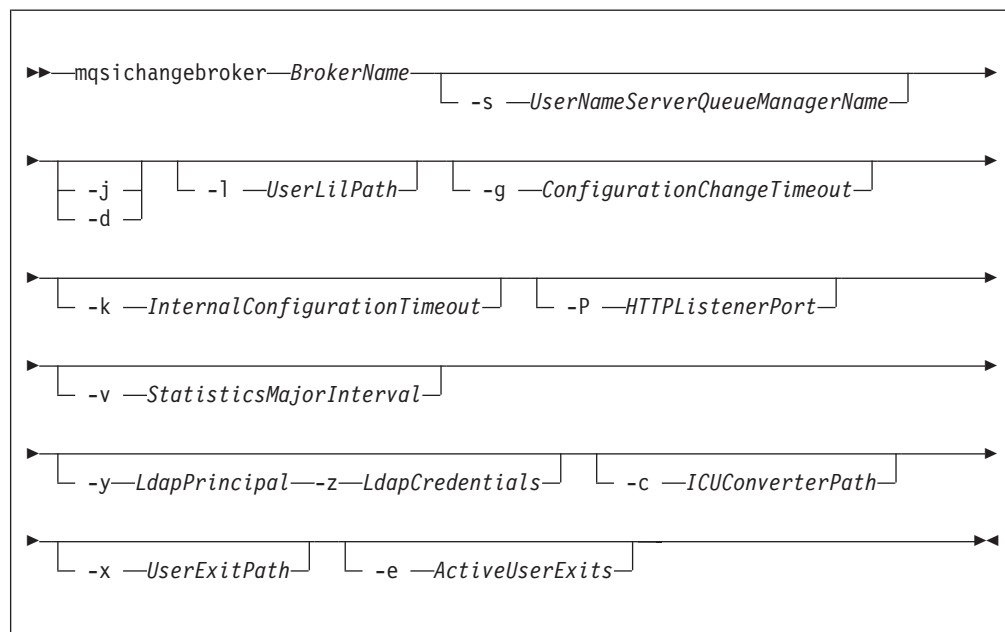 mqsichangebroker BrokerName
-s UserNameServerQueueManagerName
-j -l UserLilPath -g ConfigurationChangeTimeout
-d
-k InternalConfigurationTimeout -P HTTPListenerPort
-v StatisticsMajorInterval
-y LdapPrincipal -z LdapCredentials -c ICUConverterPath
-x UserExitPath -e ActiveUserExits